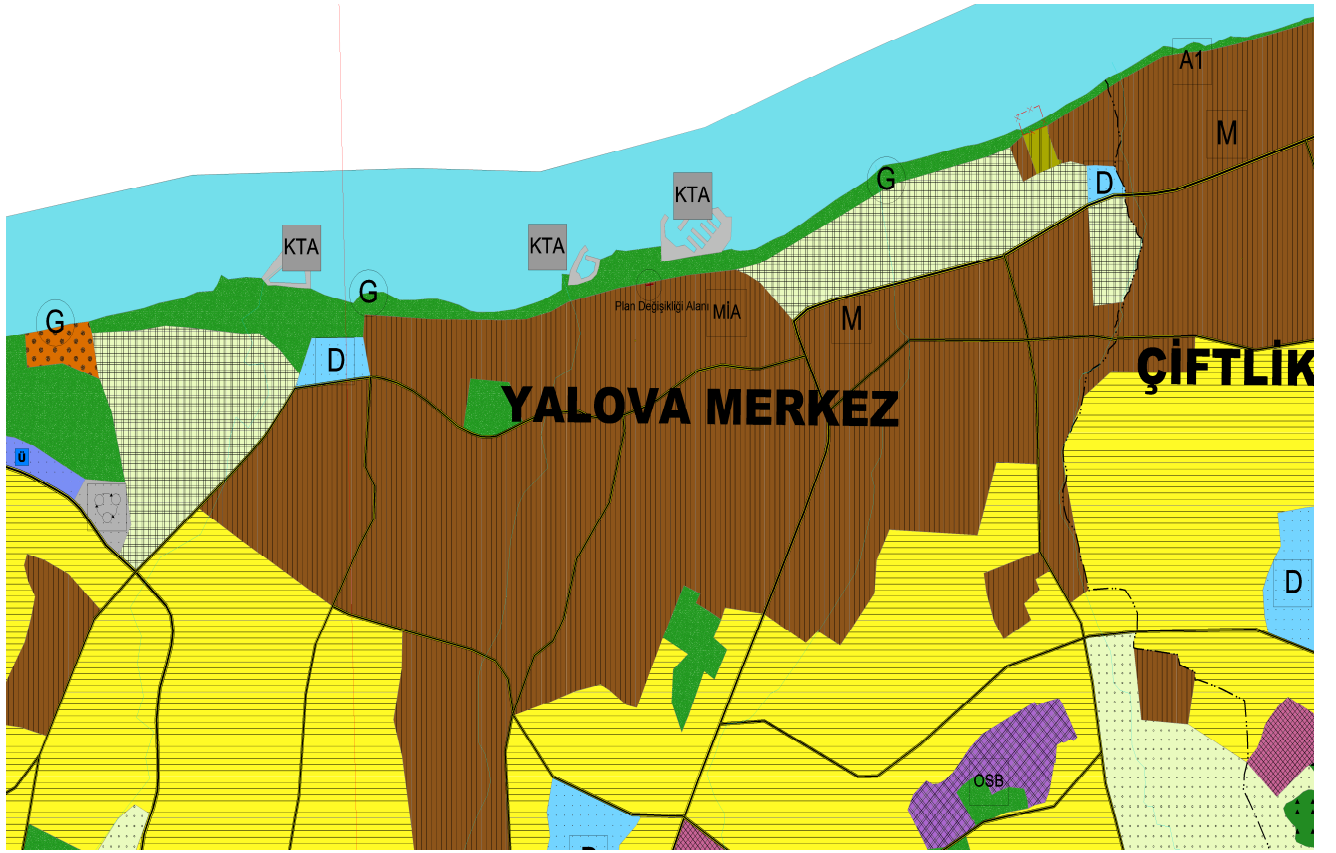 A1
M
G
D
KTA
KTA
KTA
G
G
Plan Değişikliği Alanı
MİA
M
D
YALOVA MERKEZ
ÇİFTLİK
Ü
D
OSB